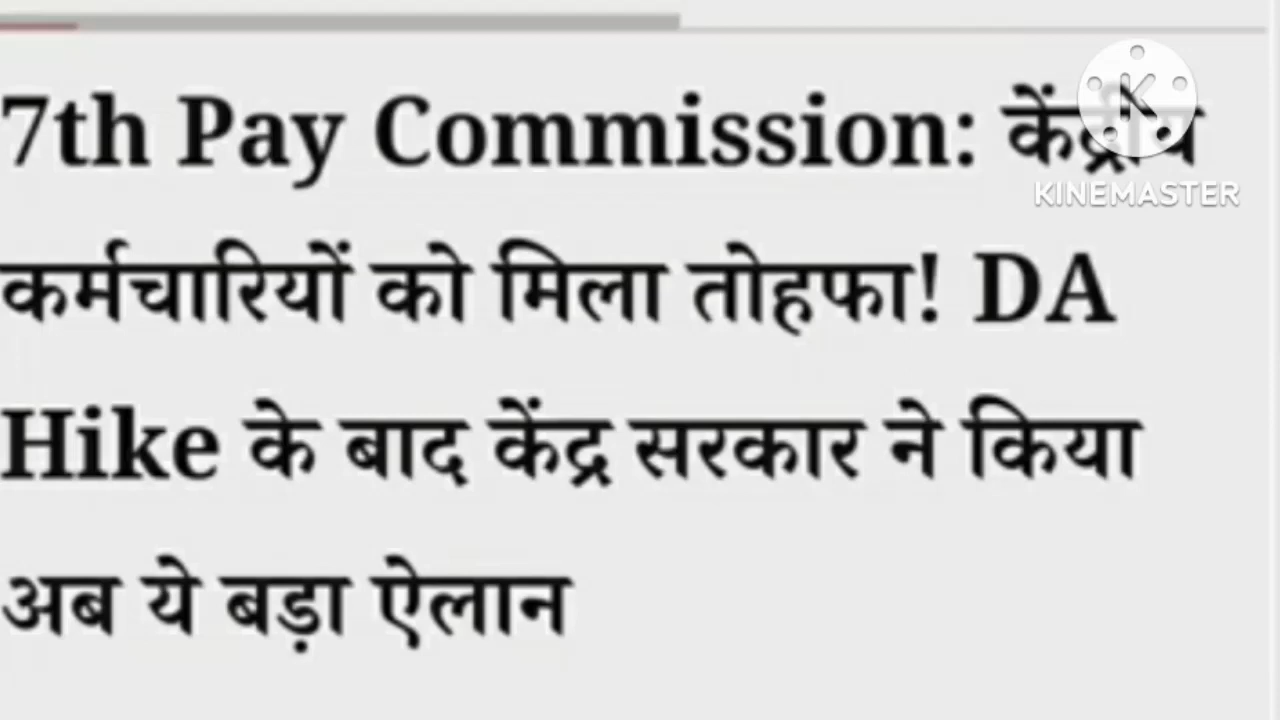 7th Pay Commission: केंद्रीय
KINEMASTER
कर्मचारियों को मिला तोहफा! DA
Hike के बाद केंद्र सरकार ने किया
अब ये बड़ा ऐलान